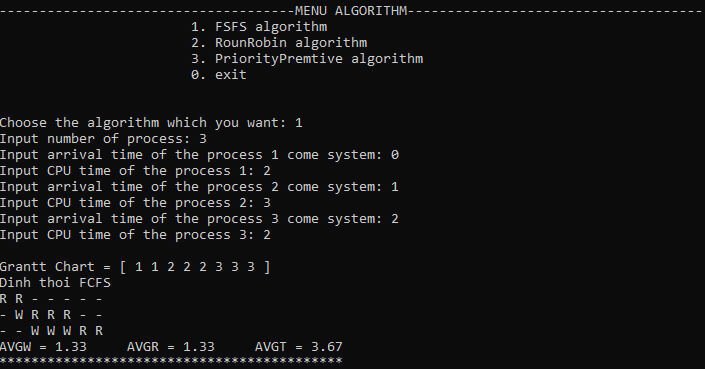 --------------------------------------MENU ALGORITHM--------------------------------------
1. FSFS algorithm
2. RounRobin algorithm
3. PriorityPremtive algorithm
0. exit
Choose the algorithm which you want: 1
Input number of process: 3
Input arrival time of the process 1 come system: 0
Input CPU time of the process 1: 2
Input arrival time of the process 2 come system: 1
Input CPU time of the process 2: 3
Input arrival time of the process 3 come system: 2
Input CPU time of the process 3: 2
Grantt Chart = [ 1 1 2 2 2 3 3 3 ]
Dinh thoi FCFS
R R - - - - -
- W R R R - -
- - W W W R R
AVGW = 1.33     AVGR = 1.33     AVGT = 3.67
*******************************************